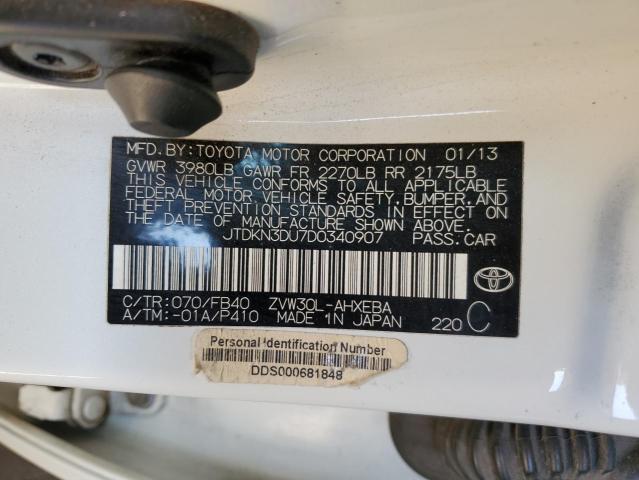 MFD. BY: TOYOTA MOTOR CORPORATION 01/13
GVWR 3980LB GAWR FR 2270LB RR 2175LB
THIS VEHICLE CONFORMS TO ALL APPLICABLE
FEDERAL MOTOR VEHICLE SAFETY, BUMPER, AND
THEFT PREVENTION STANDARDS IN EFFECT ON
THE DATE OF MANUFACTURE SHOWN ABOVE.
JTDKN3DU7D0340907 PASS.CAR
C/TR: 070/FB40 ZVW30L-AHXEBA
A/TM: -01A/P410 MADE IN JAPAN 220 C
Personal Identification Number
DDS000681848